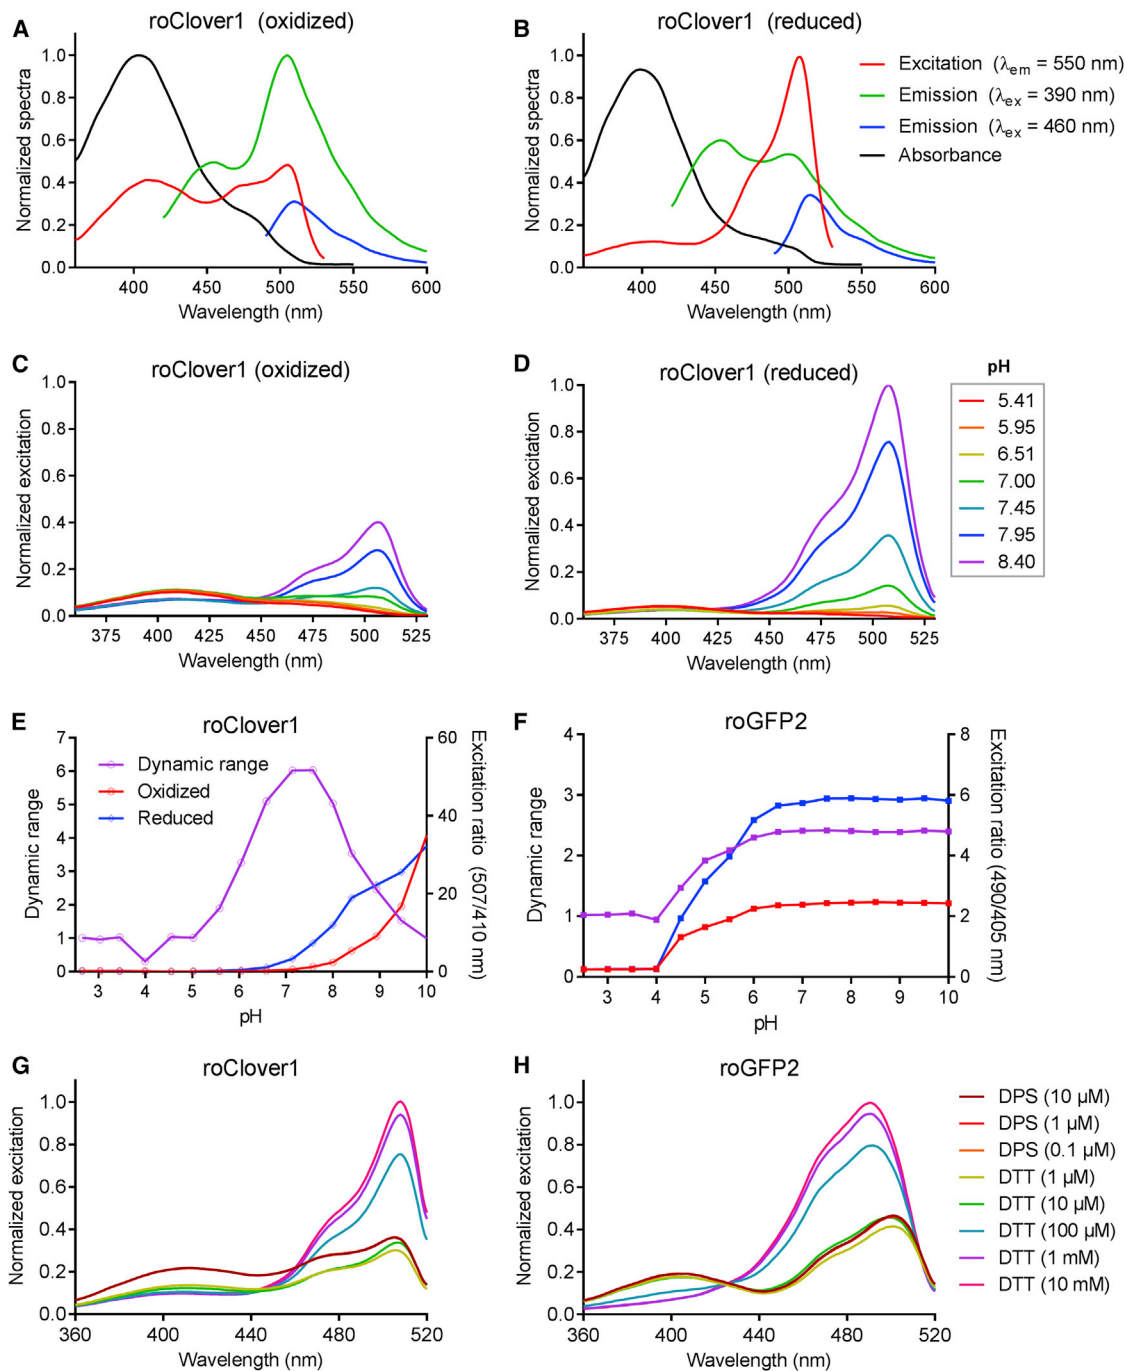 A
roClover1 (oxidized)
Normalized spectra
1.0
0.8
0.6
0.4
0.2
0.0
400
450
500
550
600
Wavelength (nm)
B
roClover1 (reduced)
Normalized spectra
1.0
0.8
0.6
0.4
0.2
0.0
400
450
500
550
600
Wavelength (nm)
Excitation (λem = 550 nm)
Emission (λex = 390 nm)
Emission (λex = 460 nm)
Absorbance
C
roClover1 (oxidized)
Normalized excitation
1.0
0.8
0.6
0.4
0.2
0.0
375
400
425
450
475
500
525
Wavelength (nm)
D
roClover1 (reduced)
Normalized excitation
1.0
0.8
0.6
0.4
0.2
0.0
375
400
425
450
475
500
525
Wavelength (nm)
pH
5.41
5.95
6.51
7.00
7.45
7.95
8.40
E
roClover1
Dynamic range
7
6
5
4
3
2
1
0
Dynamic range
Oxidized
Reduced
60
40
20
0
Excitation ratio (507/410 nm)
3
4
5
6
7
8
9
10
pH
F
roGFP2
Dynamic range
4
3
2
1
0
8
6
4
2
0
Excitation ratio (490/405 nm)
3
4
5
6
7
8
9
10
pH
G
roClover1
Normalized excitation
1.0
0.8
0.6
0.4
0.2
0.0
360
400
440
480
520
Wavelength (nm)
H
roGFP2
Normalized excitation
1.0
0.8
0.6
0.4
0.2
0.0
360
400
440
480
520
Wavelength (nm)
DPS (10 µM)
DPS (1 µM)
DPS (0.1 µM)
DTT (1 µM)
DTT (10 µM)
DTT (100 µM)
DTT (1 mM)
DTT (10 mM)